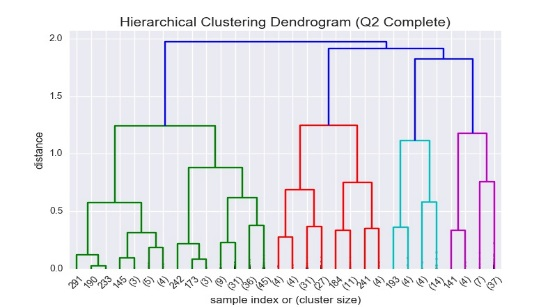 Hierarchical Clustering Dendrogram (Q2 Complete)
2.0
1.5
1.0
0.5
0.0
distance
291 190 233 145 (3) (5) (4) 242 173 (3) (9) (31) (36) (45) (4) (4) (31) (27) 184 (11) 241 (4) 193 (4) (4) (14) 141 (4) (7) (37)
sample index or (cluster size)